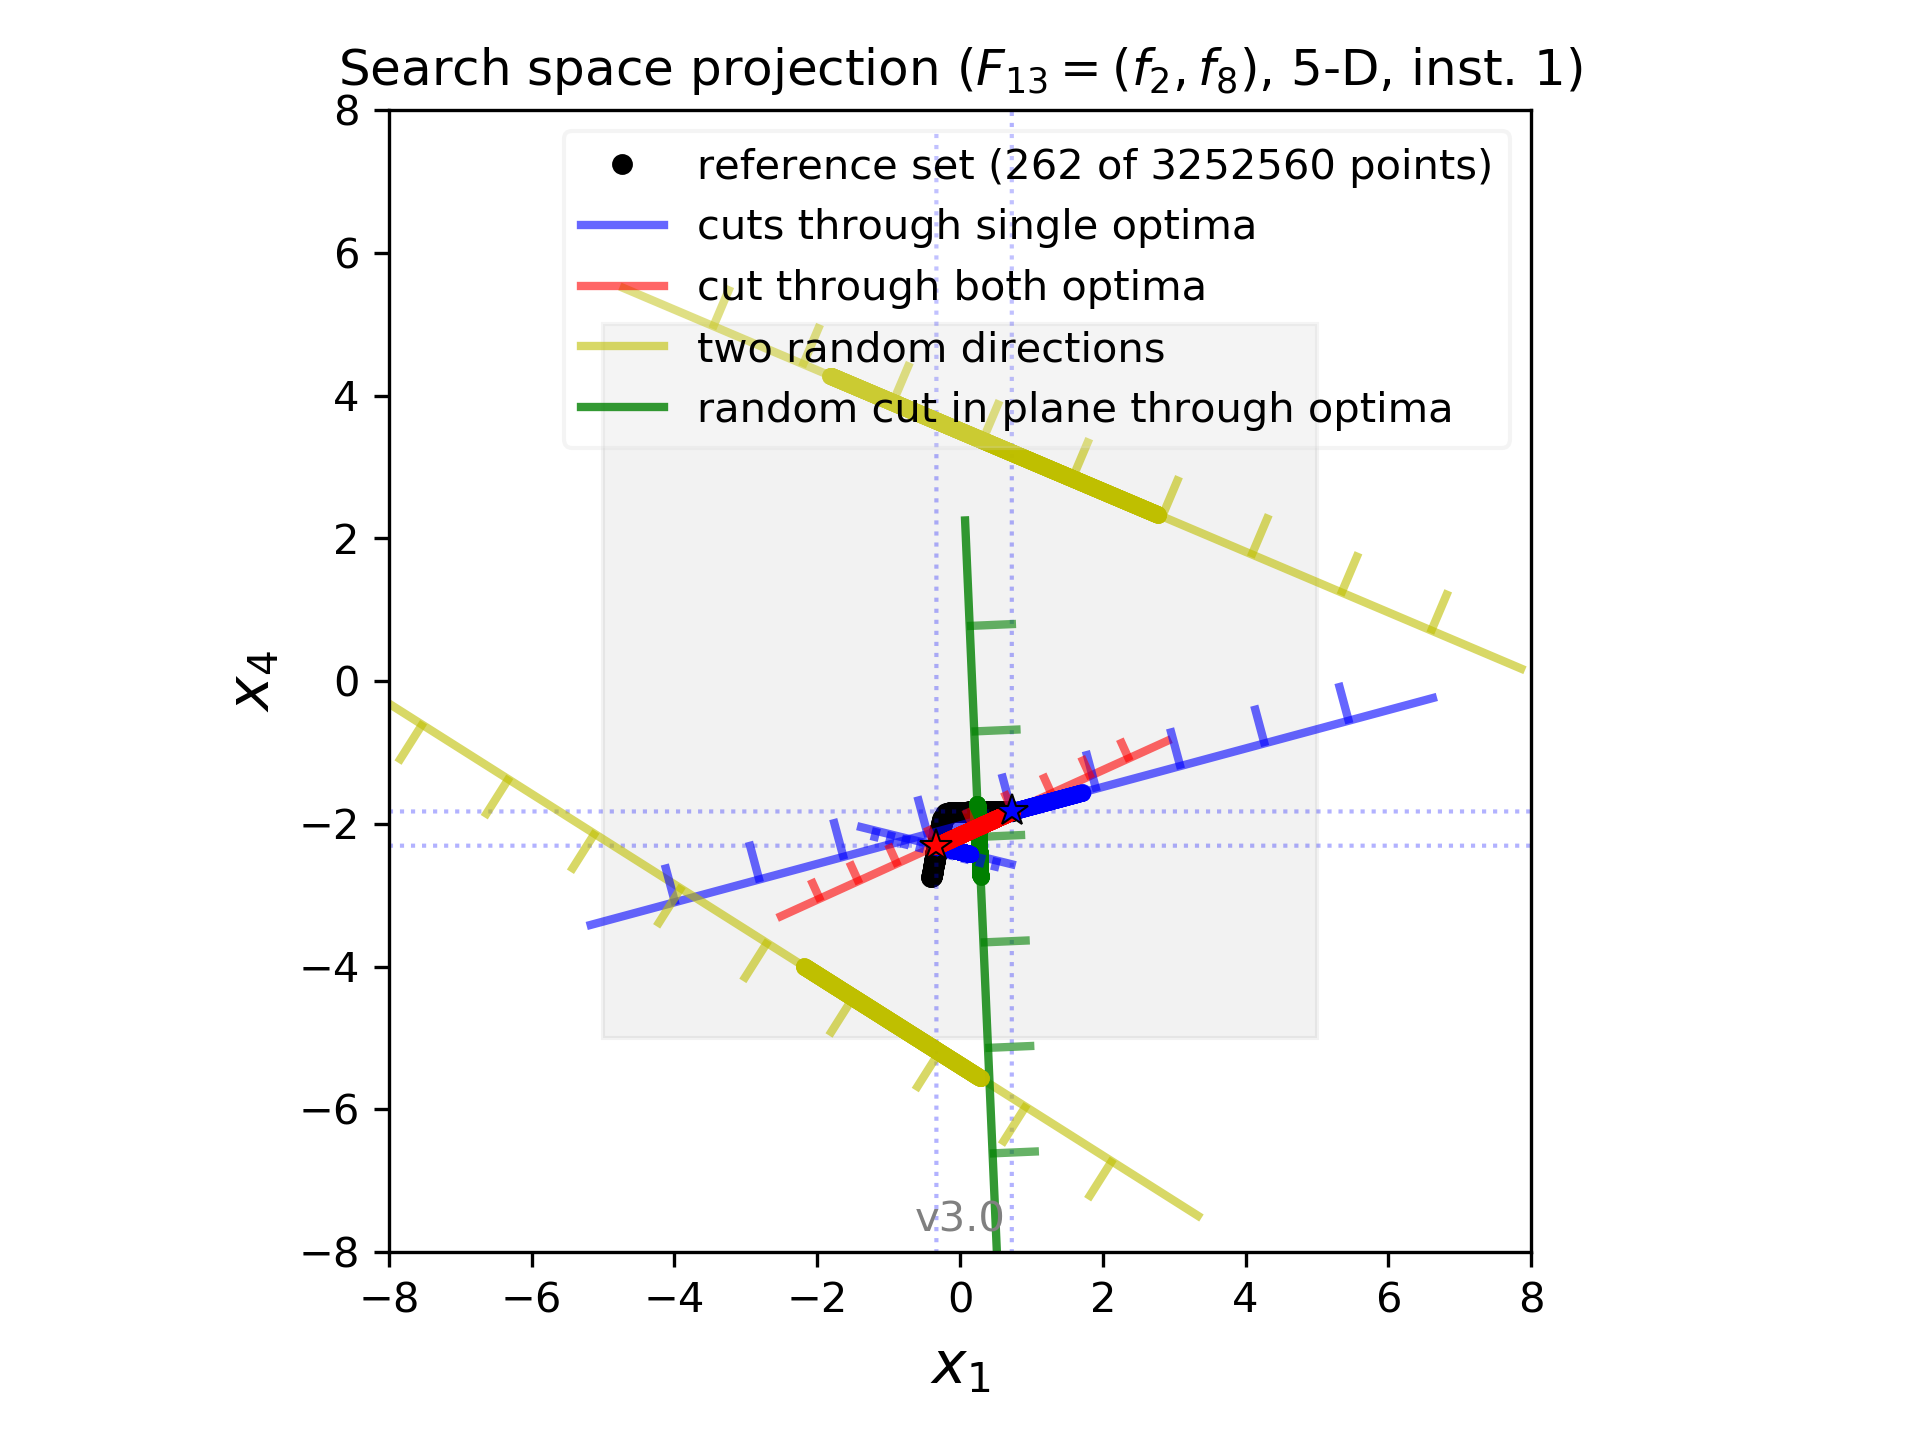 Search space projection (F₁₃ = (f₂, f₈), 5-D, inst. 1)
reference set (262 of 3252560 points)
cuts through single optima
cut through both optima
two random directions
random cut in plane through optima
8
6
4
2
0
−2
−4
−6
−8
x₄
v3.0
−8 −6 −4 −2 0 2 4 6 8
x₁